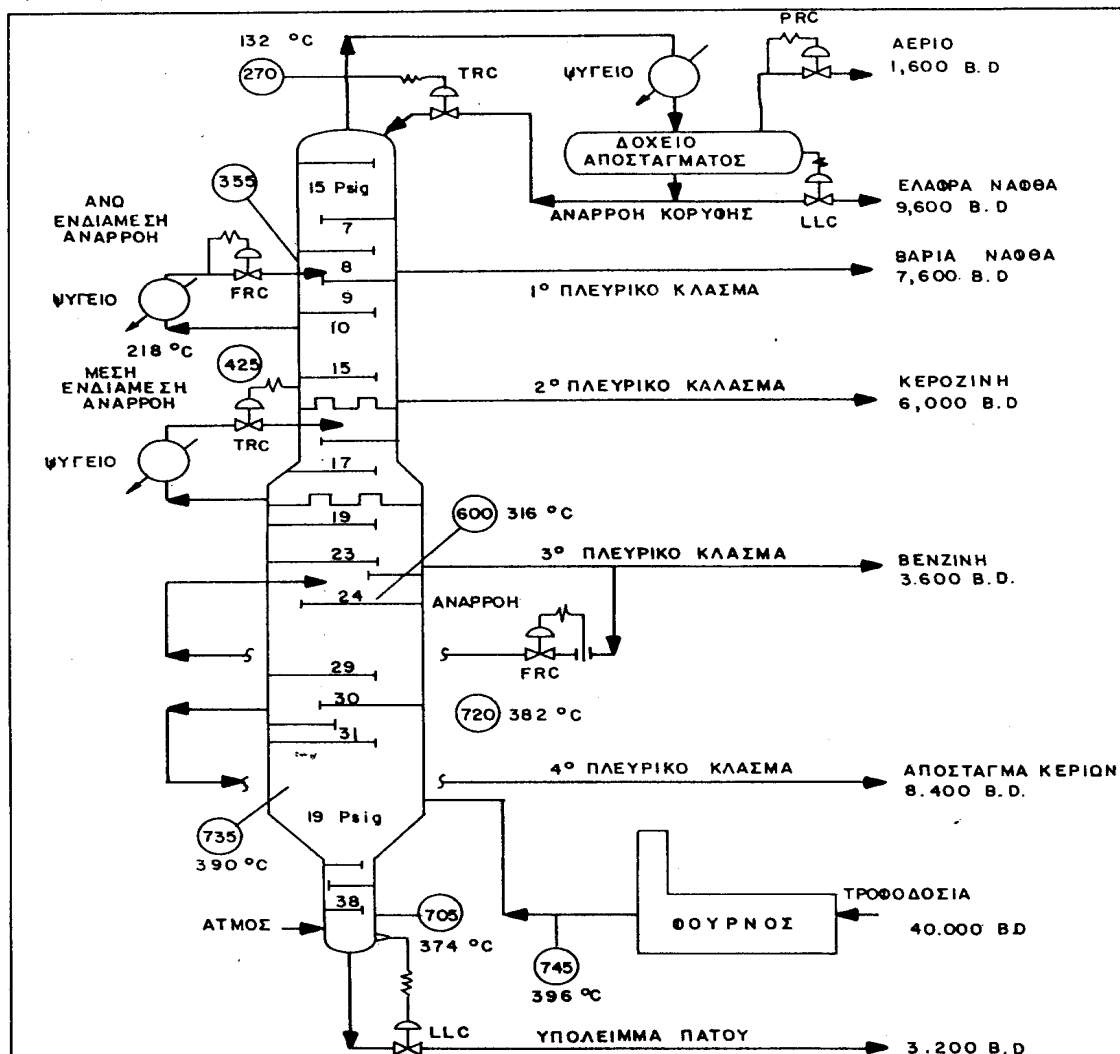 132 °C
270
TRC
ΨΥΓΕΙΟ
PRC
ΑΕΡΙΟ
1,600 B.D
ΔΟΧΕΙΟ
ΑΠΟΣΤΑΓΜΑΤΟΣ
ΑΝΑΡΡΟΗ ΚΟΡΥΦΗΣ
LLC
ΕΛΑΦΡΑ ΝΑΦΘΑ
9,600 B.D
355
15 Psig
7
ΑΝΩ
ΕΝΔΙΑΜΕΣΗ
ΑΝΑΡΡΟΗ
8
FRC
ΨΥΓΕΙΟ
9
10
ΒΑΡΙΑ ΝΑΦΘΑ
7,600 B.D
1° ΠΛΕΥΡΙΚΟ ΚΛΑΣΜΑ
218 °C
425
ΜΕΣΗ
ΕΝΔΙΑΜΕΣΗ
ΑΝΑΡΡΟΗ
15
2° ΠΛΕΥΡΙΚΟ ΚΑΛΑΣΜΑ
ΚΕΡΟΖΙΝΗ
6,000 B.D
TRC
ΨΥΓΕΙΟ
17
19
600 316 °C
23
3° ΠΛΕΥΡΙΚΟ ΚΛΑΣΜΑ
ΒΕΝΖΙΝΗ
3.600 B.D.
24
ΑΝΑΡΡΟΗ
FRC
29
30
720 382 °C
31
4° ΠΛΕΥΡΙΚΟ ΚΛΑΣΜΑ
ΑΠΟΣΤΑΓΜΑ ΚΕΡΙΩΝ
8.400 B.D.
19 Psig
735
390 °C
38
ΑΤΜΟΣ
705
374 °C
ΦΟΥΡΝΟΣ
ΤΡΟΦΟΔΟΣΙΑ
40.000 B.D
745
396 °C
LLC
ΥΠΟΛΕΙΜΜΑ ΠΑΤΟΥ
3.200 B.D